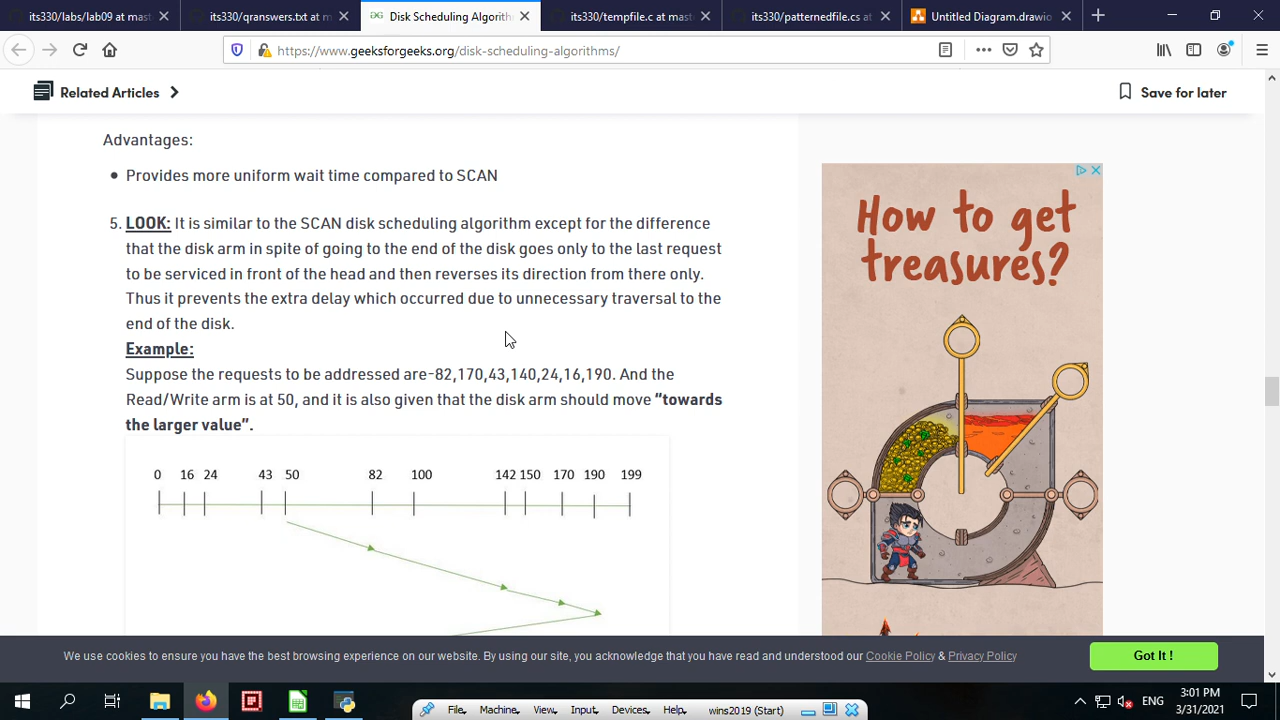 its330/labs/lab09 at mast
its330/qranswers.txt at m
Disk Scheduling Algorith
its330/tempfile.c at mast
its330/patternedfile.cs at
Untitled Diagram.drawio
https://www.geeksforgeeks.org/disk-scheduling-algorithms/
Related Articles
Save for later
Advantages:
• Provides more uniform wait time compared to SCAN
5. LOOK: It is similar to the SCAN disk scheduling algorithm except for the difference
that the disk arm in spite of going to the end of the disk goes only to the last request
to be serviced in front of the head and then reverses its direction from there only.
Thus it prevents the extra delay which occurred due to unnecessary traversal to the
end of the disk.
Example:
Suppose the requests to be addressed are-82,170,43,140,24,16,190. And the
Read/Write arm is at 50, and it is also given that the disk arm should move “towards
the larger value”.
0 16 24 43 50 82 100 142 150 170 190 199
How to get
treasures?
We use cookies to ensure you have the best browsing experience on our website. By using our site, you acknowledge that you have read and understood our Cookie Policy & Privacy Policy
Got It !
File Machine View Input Devices Help wins2019 (Start)
ENG
3:01 PM
3/31/2021